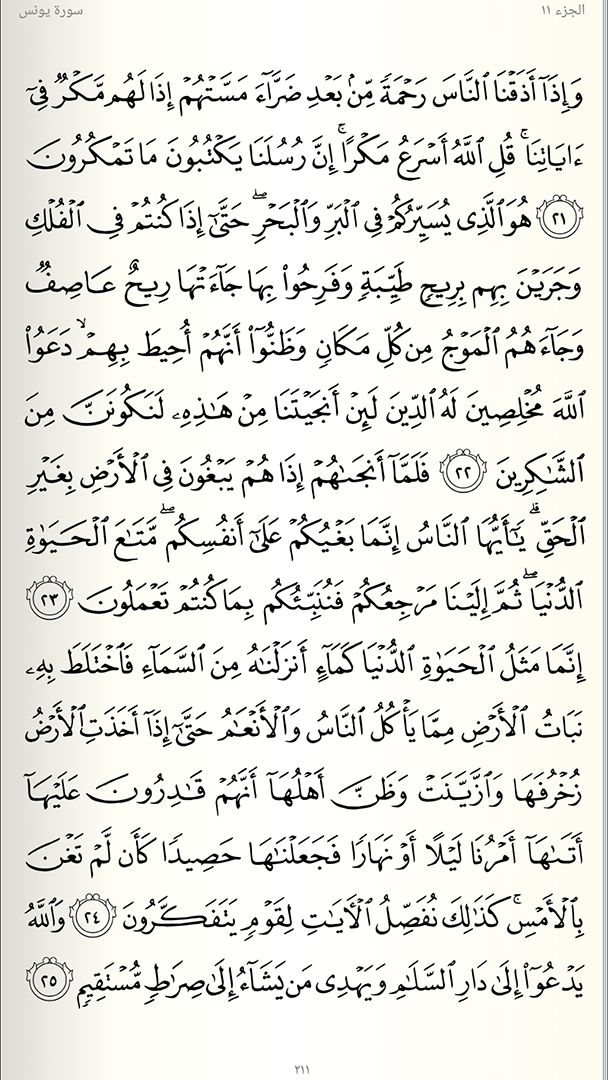 الجزء ١١
سورة يونس
وَإِذَآ أَذَقۡنَا ٱلنَّاسَ رَحۡمَةٗ مِّنۢ بَعۡدِ ضَرَّآءَ مَسَّتۡهُمۡ إِذَا لَهُم مَّكۡرٞ فِيٓ
ءَايَاتِنَاۚ قُلِ ٱللَّهُ أَسۡرَعُ مَكۡرًاۚ إِنَّ رُسُلَنَا يَكۡتُبُونَ مَا تَمۡكُرُونَ
٢١ هُوَ ٱلَّذِي يُسَيِّرُكُمۡ فِي ٱلۡبَرِّ وَٱلۡبَحۡرِۖ حَتَّىٰٓ إِذَا كُنتُمۡ فِي ٱلۡفُلۡكِ
وَجَرَيۡنَ بِهِم بِرِيحٖ طَيِّبَةٖ وَفَرِحُواْ بِهَا جَآءَتۡهَا رِيحٌ عَاصِفٞ
وَجَآءَهُمُ ٱلۡمَوۡجُ مِن كُلِّ مَكَانٖ وَظَنُّوٓاْ أَنَّهُمۡ أُحِيطَ بِهِمۡۙ دَعَوُاْ
ٱللَّهَ مُخۡلِصِينَ لَهُ ٱلدِّينَ لَئِنۡ أَنجَيۡتَنَا مِنۡ هَٰذِهِۦ لَنَكُونَنَّ مِنَ
ٱلشَّٰكِرِينَ ٢٢ فَلَمَّآ أَنجَىٰهُمۡ إِذَا هُمۡ يَبۡغُونَ فِي ٱلۡأَرۡضِ بِغَيۡرِ
ٱلۡحَقِّۗ يَٰٓأَيُّهَا ٱلنَّاسُ إِنَّمَا بَغۡيُكُمۡ عَلَىٰٓ أَنفُسِكُمۖ مَّتَٰعَ ٱلۡحَيَوٰةِ
ٱلدُّنۡيَاۖ ثُمَّ إِلَيۡنَا مَرۡجِعُكُمۡ فَنُنَبِّئُكُم بِمَا كُنتُمۡ تَعۡمَلُونَ ٢٣
إِنَّمَا مَثَلُ ٱلۡحَيَوٰةِ ٱلدُّنۡيَا كَمَآءٍ أَنزَلۡنَٰهُ مِنَ ٱلسَّمَآءِ فَٱخۡتَلَطَ بِهِۦ
نَبَاتُ ٱلۡأَرۡضِ مِمَّا يَأۡكُلُ ٱلنَّاسُ وَٱلۡأَنۡعَٰمُ حَتَّىٰٓ إِذَآ أَخَذَتِ ٱلۡأَرۡضُ
زُخۡرُفَهَا وَٱزَّيَّنَتۡ وَظَنَّ أَهۡلُهَآ أَنَّهُمۡ قَٰدِرُونَ عَلَيۡهَآ
أَتَىٰهَآ أَمۡرُنَا لَيۡلًا أَوۡ نَهَارٗا فَجَعَلۡنَٰهَا حَصِيدٗا كَأَن لَّمۡ تَغۡنَ
بِٱلۡأَمۡسِۚ كَذَٰلِكَ نُفَصِّلُ ٱلۡأٓيَٰتِ لِقَوۡمٖ يَتَفَكَّرُونَ ٢٤ وَٱللَّهُ
يَدۡعُوٓاْ إِلَىٰ دَارِ ٱلسَّلَٰمِ وَيَهۡدِي مَن يَشَآءُ إِلَىٰ صِرَٰطٖ مُّسۡتَقِيمٖ ٢٥
٢١١